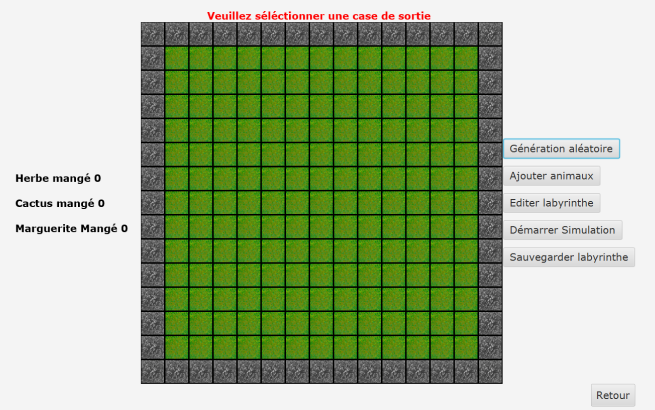 Veuillez séléctionner une case de sortie
Génération aléatoire
Herbe mangé 0
Ajouter animaux
Cactus mangé 0
Editer labyrinthe
Marguerite Mangé 0
Démarrer Simulation
Sauvegarder labyrinthe
Retour